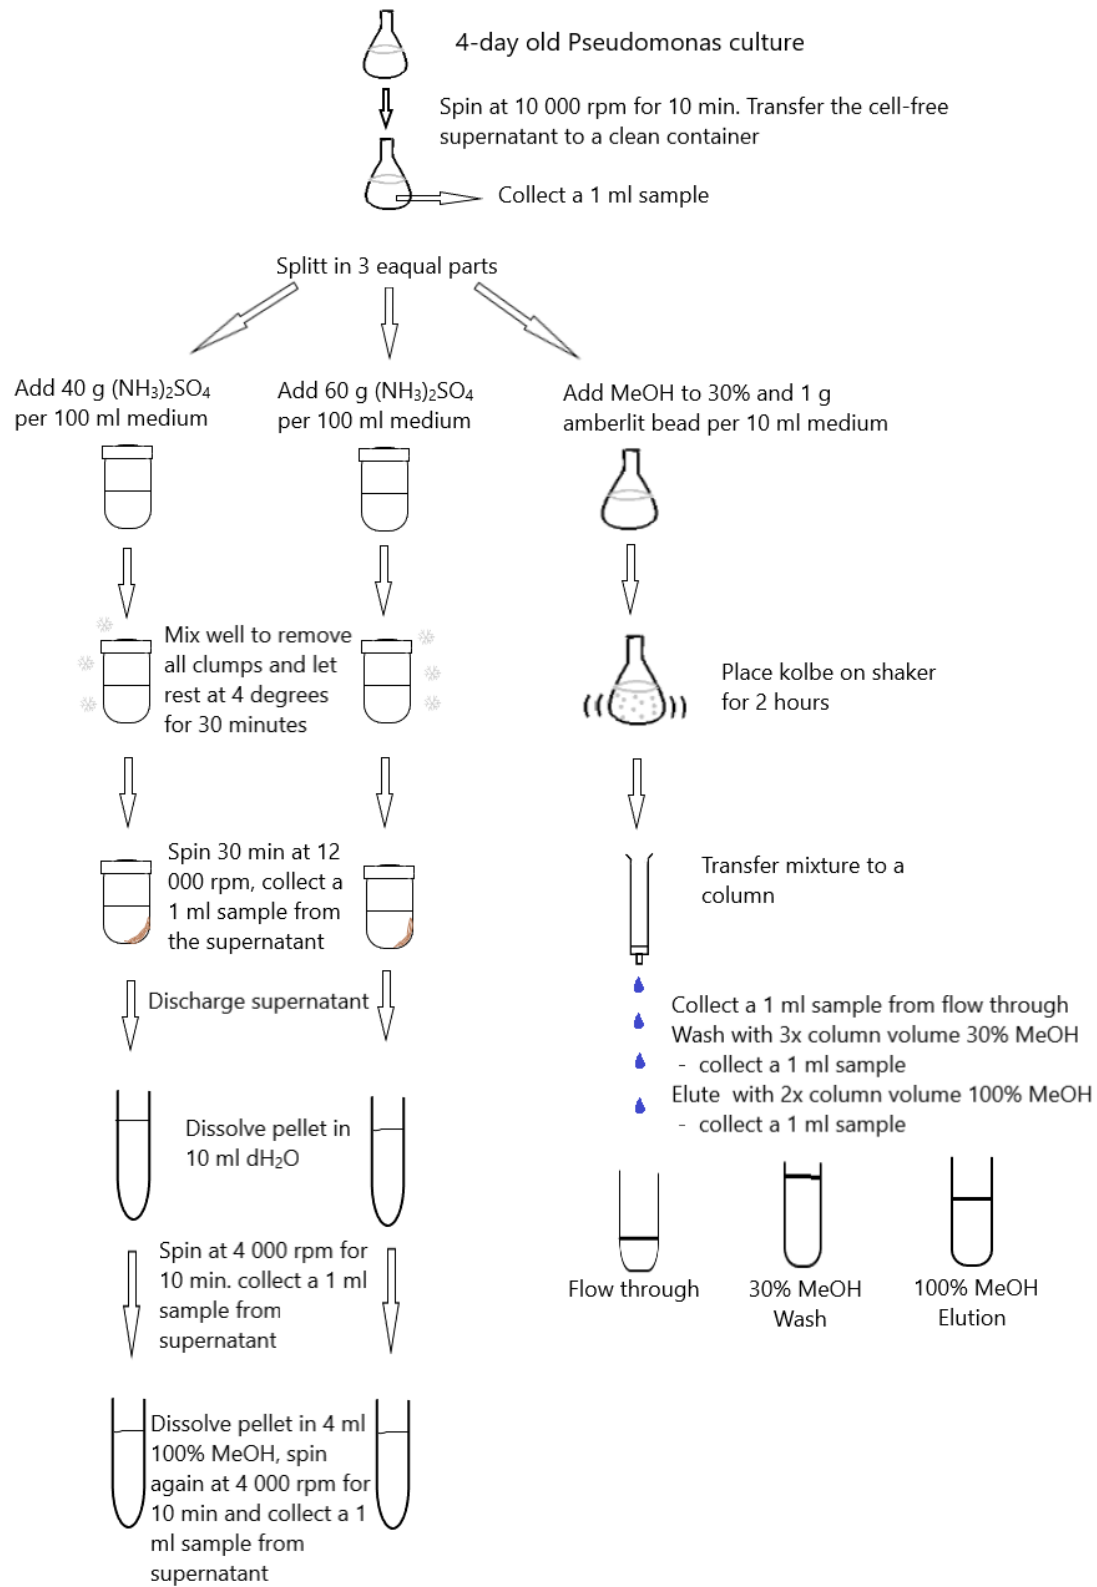 4-day old Pseudomonas culture
Spin at 10 000 rpm for 10 min. Transfer the cell-free
supernatant to a clean container
Collect a 1 ml sample
Splitt in 3 eaqual parts
Add 40 g (NH₃)₂SO₄
per 100 ml medium
Add 60 g (NH₃)₂SO₄
per 100 ml medium
Add MeOH to 30% and 1 g
amberlit bead per 10 ml medium
Mix well to remove
all clumps and let
rest at 4 degrees
for 30 minutes
Place kolbe on shaker
for 2 hours
Spin 30 min at 12
000 rpm, collect a
1 ml sample from
the supernatant
Transfer mixture to a
column
Discharge supernatant
Collect a 1 ml sample from flow through
Wash with 3x column volume 30% MeOH
- collect a 1 ml sample
Elute with 2x column volume 100% MeOH
- collect a 1 ml sample
Dissolve pellet in
10 ml dH₂O
Spin at 4 000 rpm for
10 min. collect a 1 ml
sample from
supernatant
Flow through
30% MeOH
Wash
100% MeOH
Elution
Dissolve pellet in 4 ml
100% MeOH, spin
again at 4 000 rpm for
10 min and collect a 1
ml sample from
supernatant